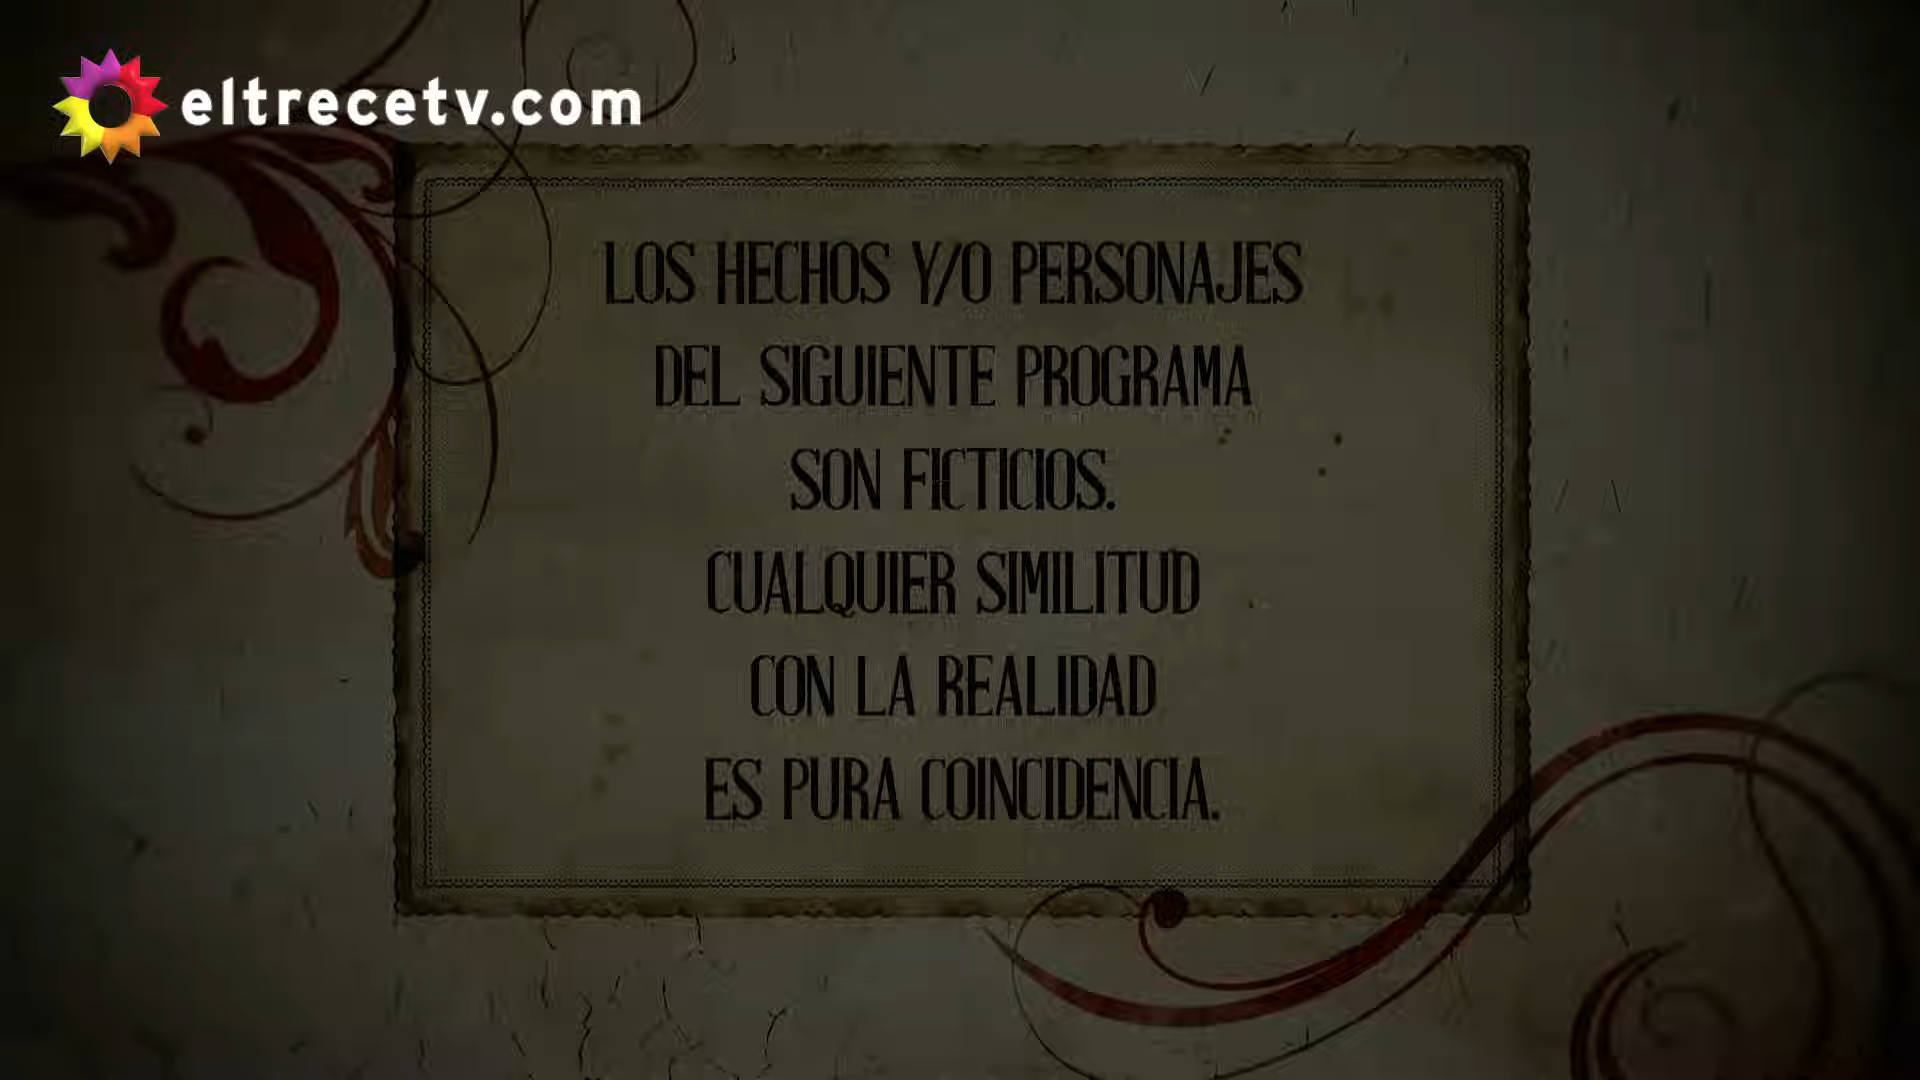 eltrecetv.com
LOS HECHOS Y/O PERSONAJES
DEL SIGUIENTE PROGRAMA
SON FICTICIOS.
CUALQUIER SIMILITUD
CON LA REALIDAD
ES PURA COINCIDENCIA.